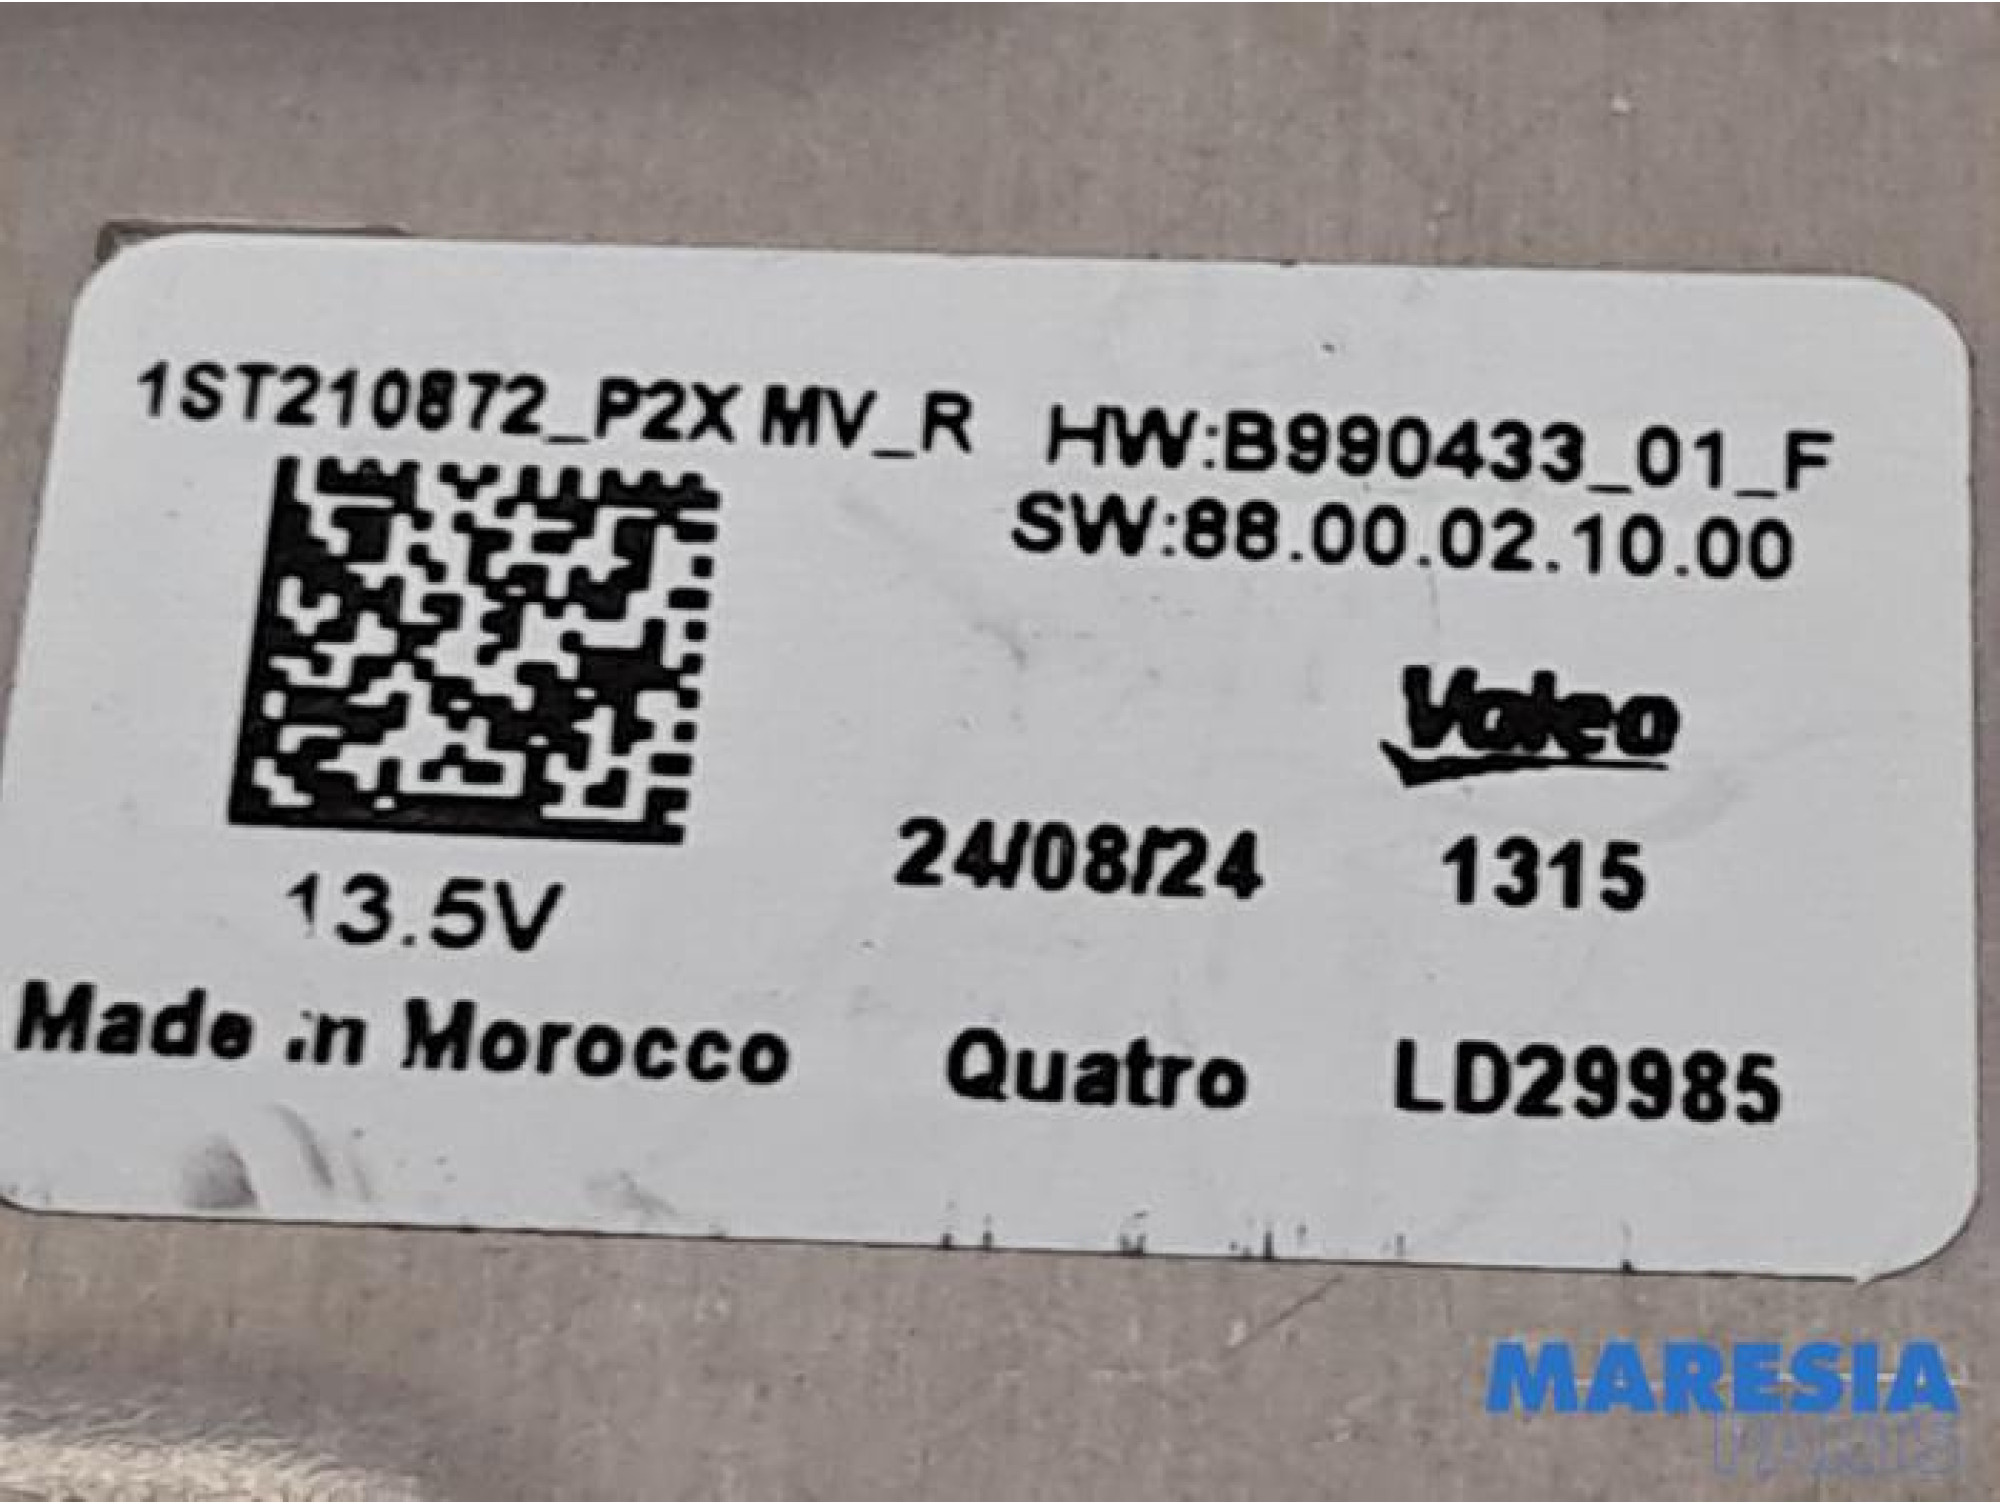 1ST210872_P2X MV_R HW:B990433_01_F
SW:88.00.02.10.00
Valeo
24/08/24 1315
13.5V
Made in Morocco Quatro LD29985
MARESIA
PARTS